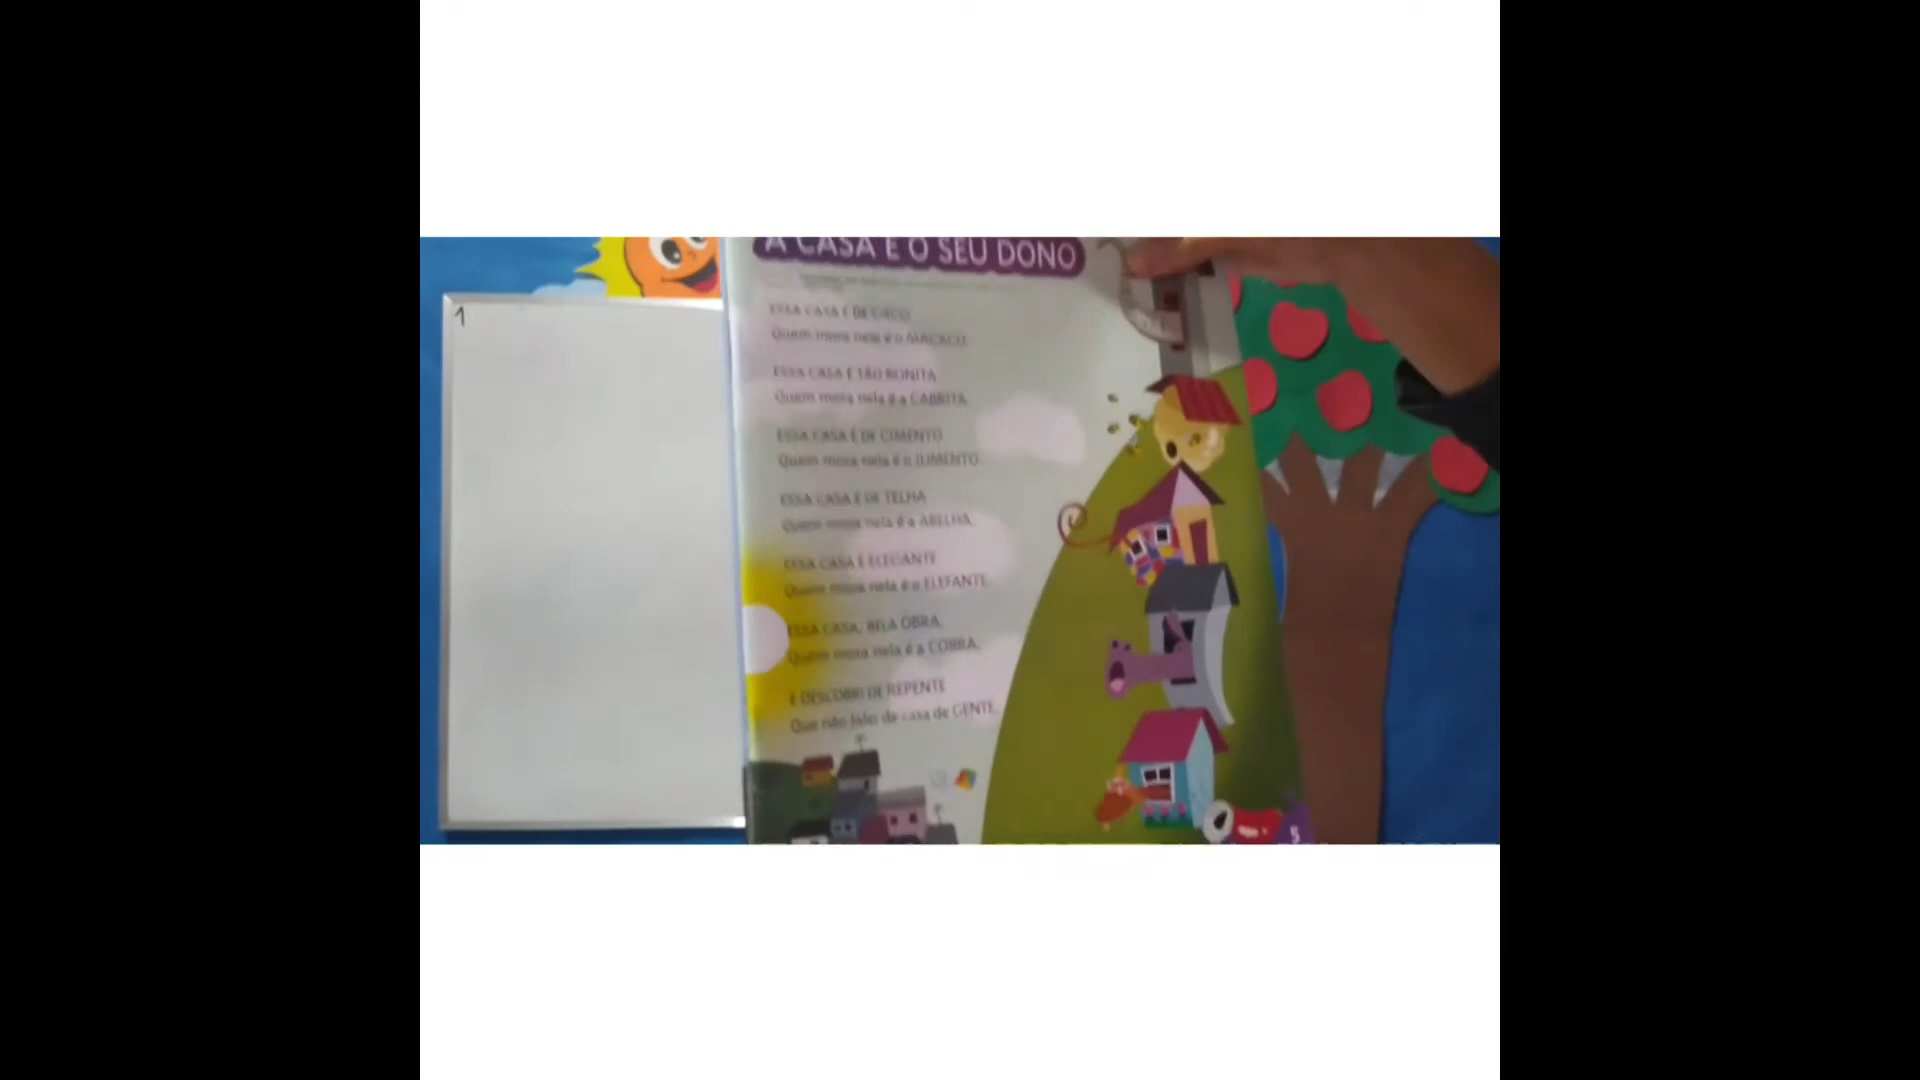 1
A CASA E O SEU DONO
ESSA CASA É DE CACO
Quem mora nela é o MACACO.
ESSA CASA É TÃO BONITA
Quem mora nela é a CABRITA.
ESSA CASA É DE CIMENTO
Quem mora nela é o JUMENTO.
ESSA CASA É DE TELHA
Quem mora nela é a ABELHA.
ESSA CASA É ELEGANTE
Quem mora nela é o ELEFANTE.
ESSA CASA, BELA OBRA,
Quem mora nela é a COBRA.
E DESCOBRI DE REPENTE
Que não falei de casa de GENTE.
5